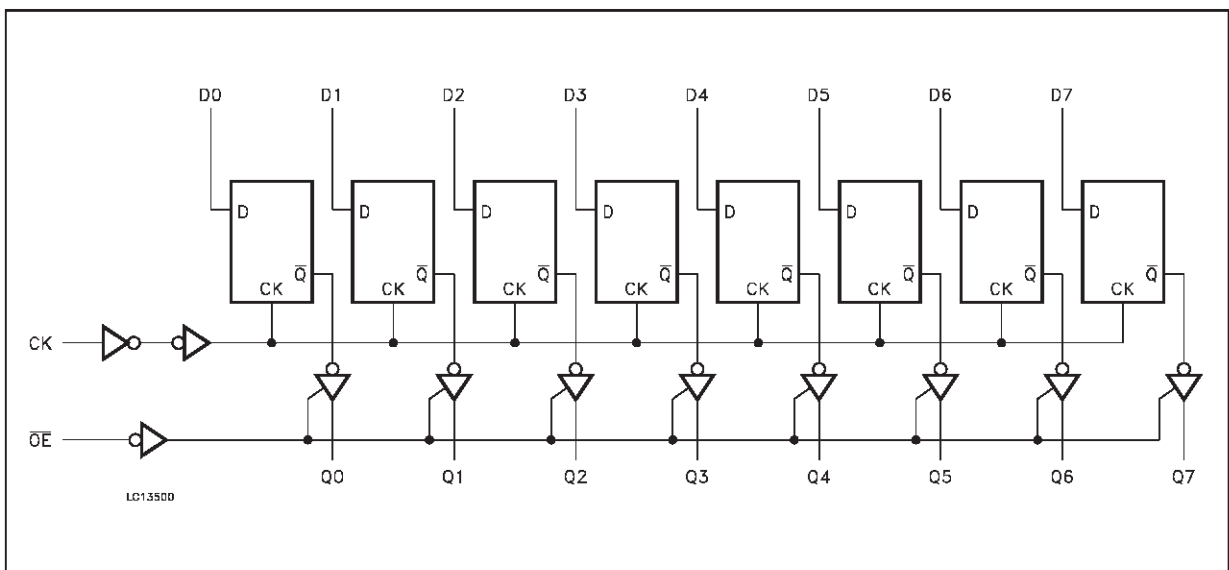 D0 D1 D2 D3 D4 D5 D6 D7
D D D D D D D D
Q̅ Q̅ Q̅ Q̅ Q̅ Q̅ Q̅ Q̅
CK CK CK CK CK CK CK CK
CK
O̅E̅
Q0 Q1 Q2 Q3 Q4 Q5 Q6 Q7
LC13500